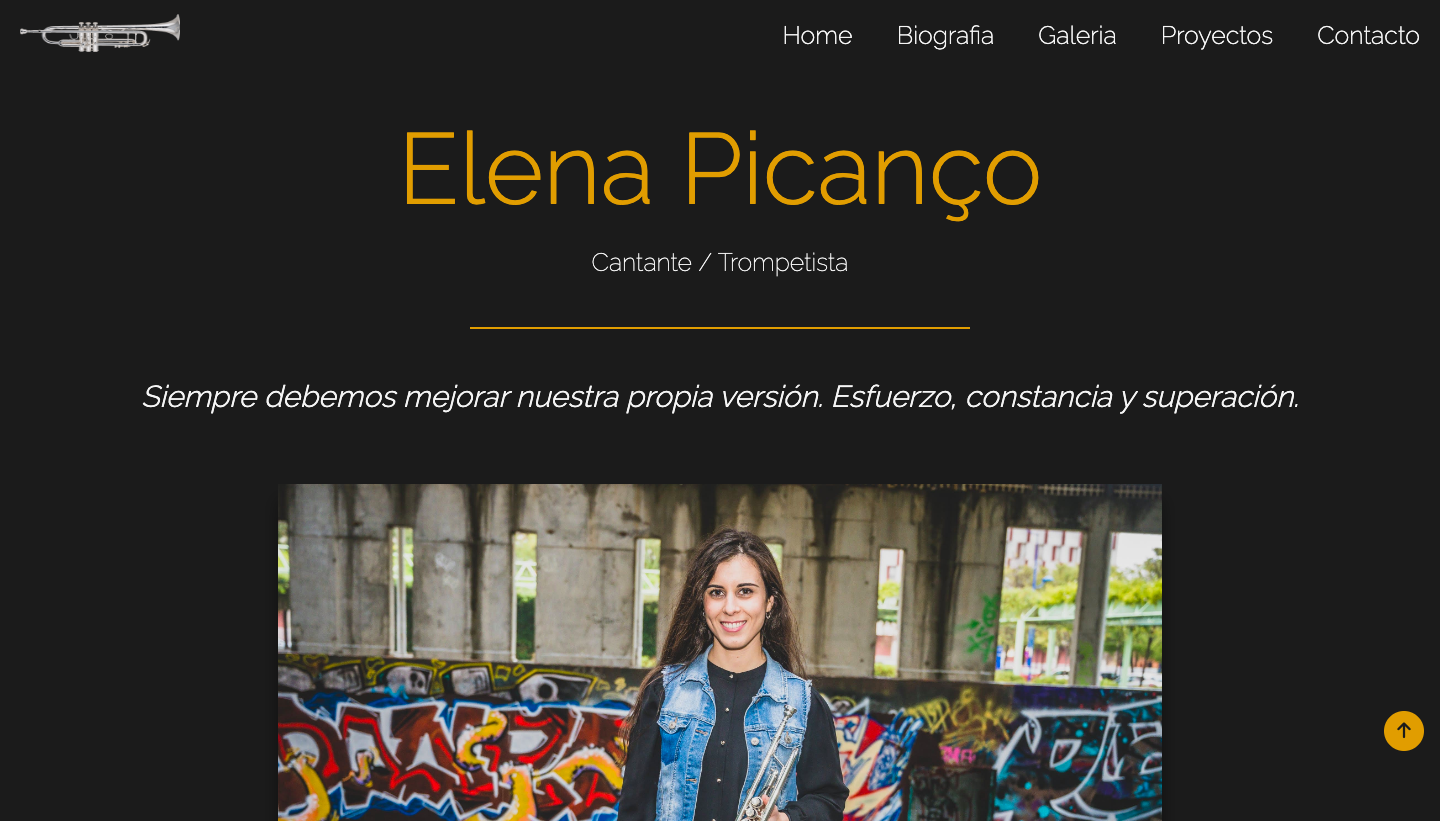 Home Biografia Galeria Proyectos Contacto
Elena Picanço
Cantante / Trompetista
Siempre debemos mejorar nuestra propia versión. Esfuerzo, constancia y superación.